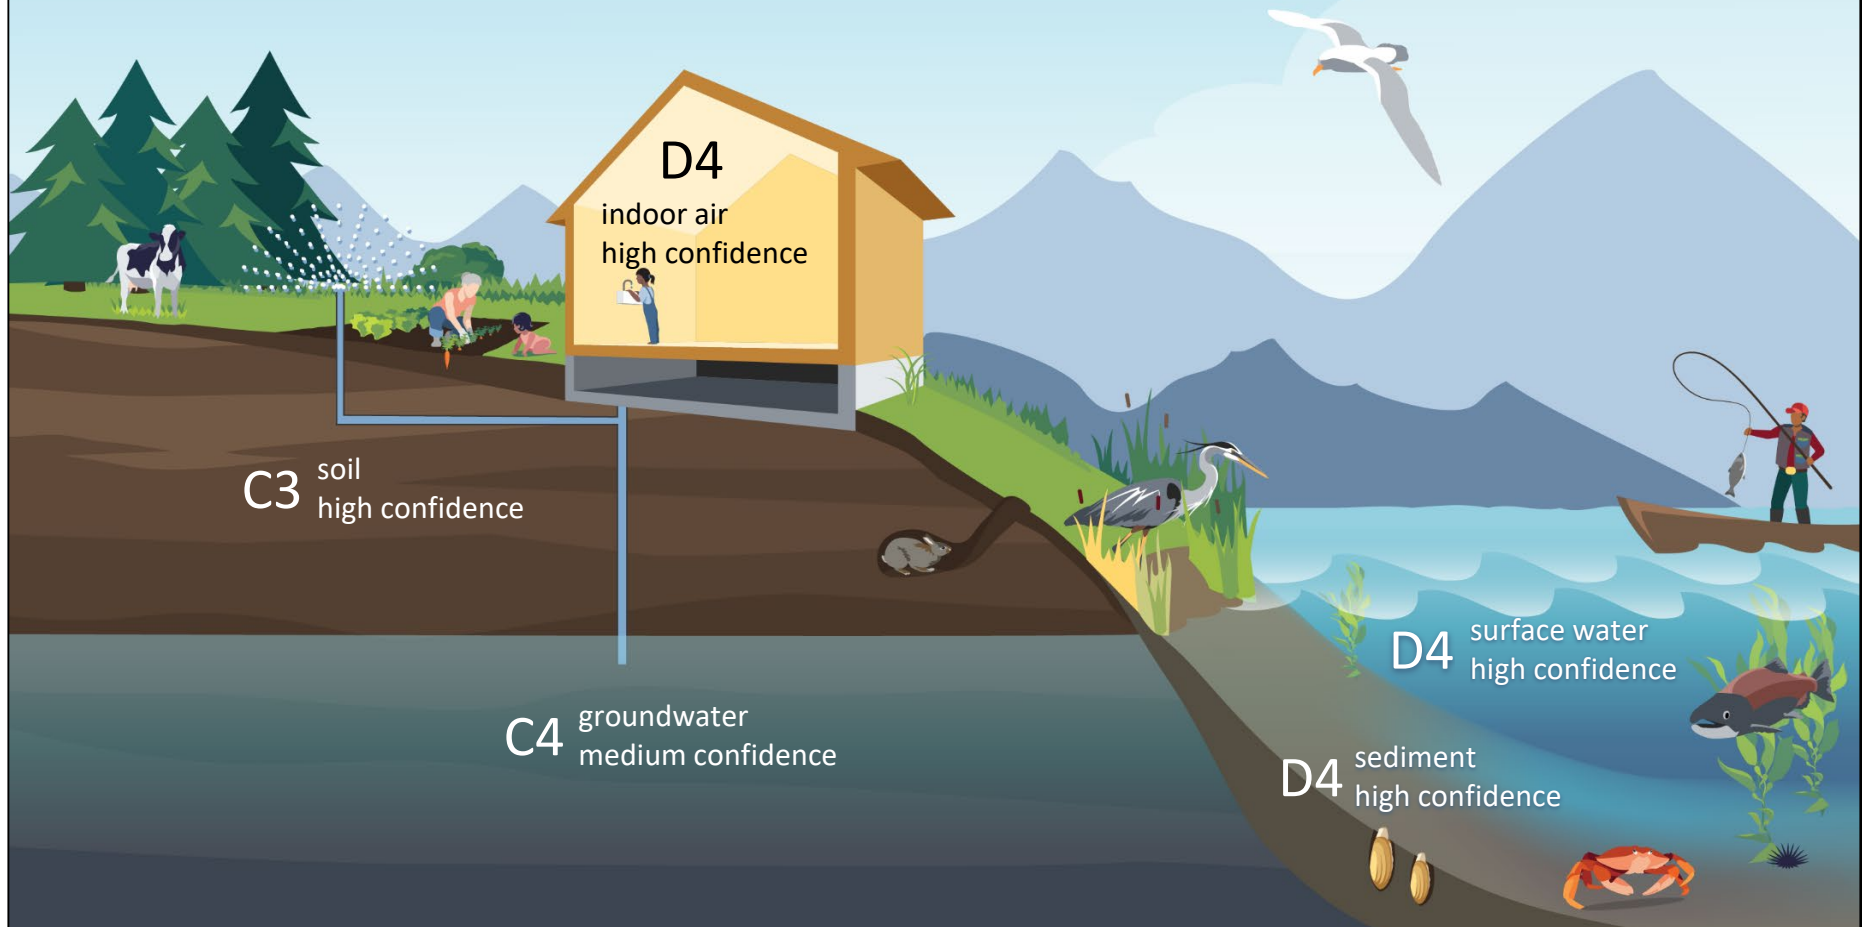 D4
indoor air
high confidence
C3
soil
high confidence
C4
groundwater
medium confidence
D4
surface water
high confidence
D4
sediment
high confidence